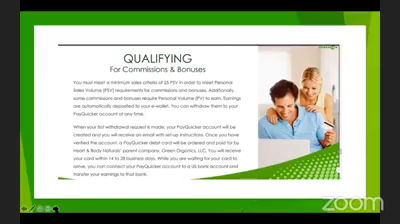 QUALIFYING
For Commissions & Bonuses
You must meet a minimum sales criteria of 25 PSV in order to meet Personal
Sales Volume (PSV) requirements for commissions and bonuses. Additionally,
some commissions and bonuses require Personal Volume (PV) to earn. Earnings
are automatically deposited to your e-wallet. You can withdraw them to your
PayQuicker account at any time.
When your first withdrawal request is made, your PayQuicker account will be
created and you will receive an email with set-up instructions. Once you have
verified the account, a PayQuicker debit card will be ordered and paid for by
Heart & Body Naturals' parent company, Green Organics, LLC. You will receive
your card within 14 to 28 business days. While you are waiting for your card to
arrive, you can connect your PayQuicker account to a US bank account and
transfer your earnings to that bank.
zoom